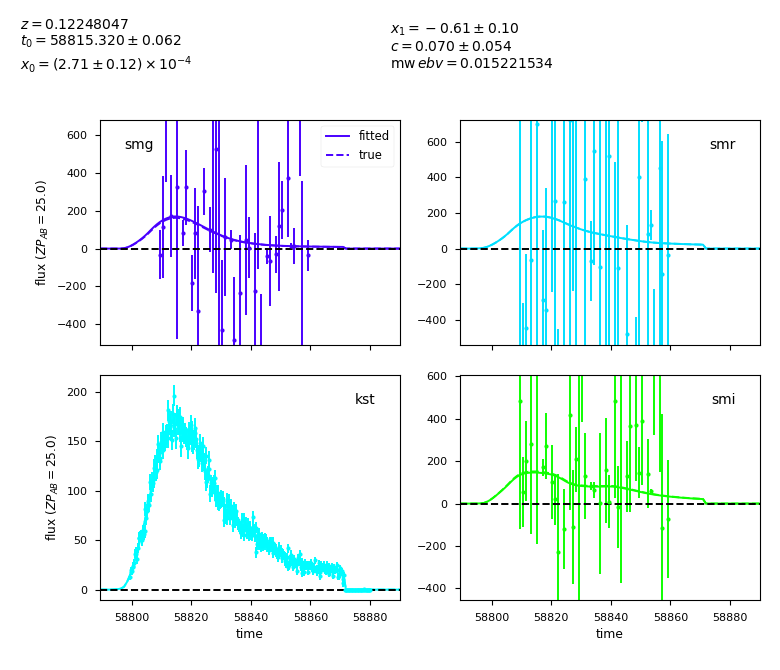 z = 0.12248047
t₀ = 58815.320 ± 0.062
x₀ = (2.71 ± 0.12) × 10⁻⁴
x₁ = −0.61 ± 0.10
c = 0.070 ± 0.054
mw ebv = 0.015221534
smg
fitted
true
600
400
200
0
−200
−400
flux (ZP_AB = 25.0)
smr
600
400
200
0
−200
−400
kst
200
150
100
50
0
flux (ZP_AB = 25.0)
58800 58820 58840 58860 58880
time
smi
600
400
200
0
−200
−400
58800 58820 58840 58860 58880
time